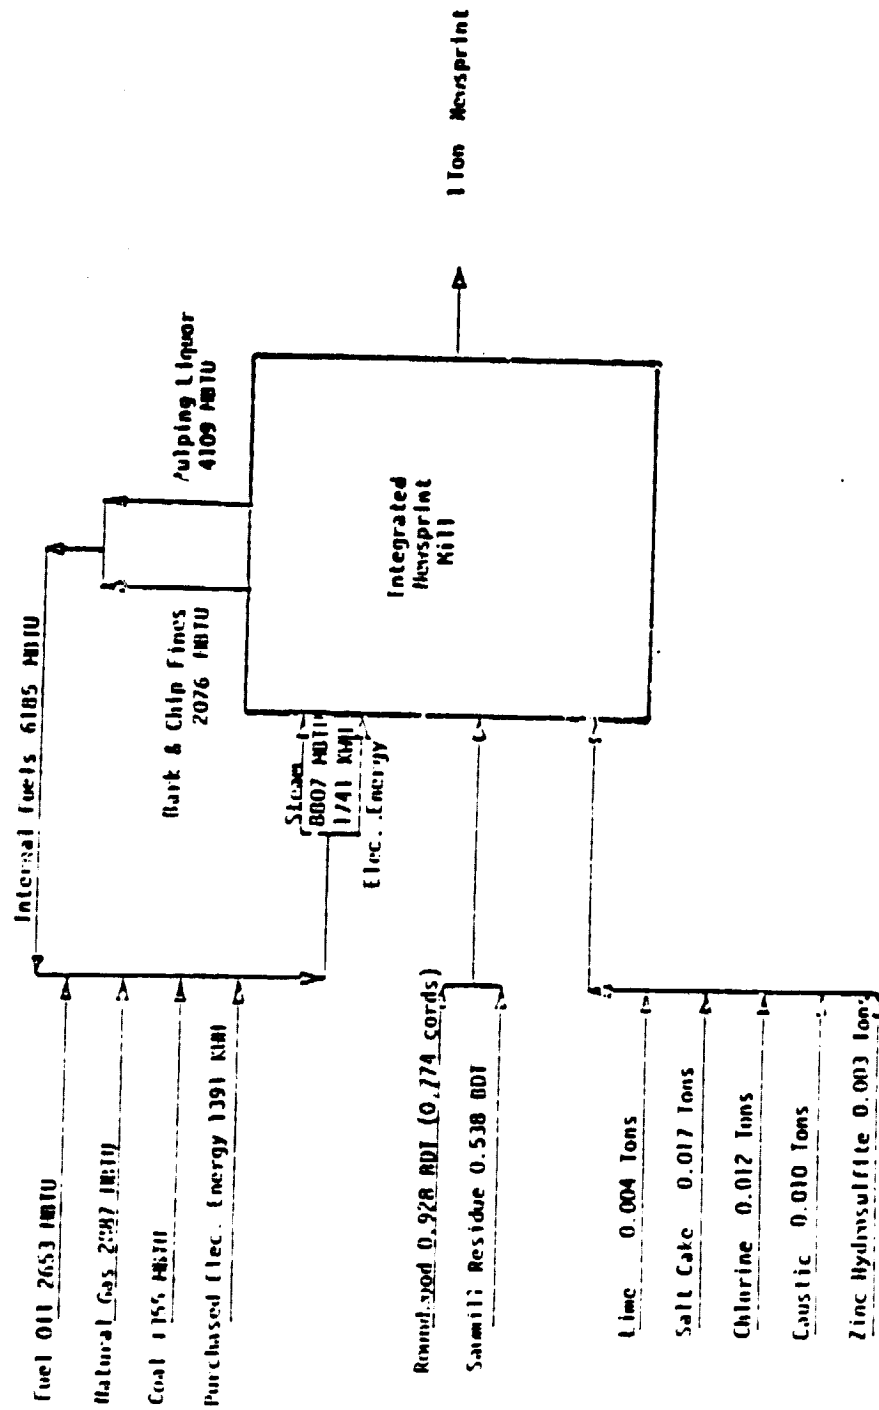 Internal Fuels 6185 MBTU
Fuel Oil 2653 MBTU
Natural Gas MBTU
Coal MBTU
Purchased Elec. Energy 1391 KWH
Bark & Chip Fines
2076 MBTU
Pulping Liquor
4109 MBTU
Steam
8807 MBTU
1741 KWH
Elec. Energy
Integrated
Newsprint
Mill
1 Ton Newsprint
Roundwood 0.928 BDT (0.774 cords)
Sawmill Residue 0.538 BDT
Lime 0.004 Tons
Salt Cake 0.017 Tons
Chlorine 0.012 Tons
Caustic 0.010 Tons
Zinc Hydrosulfite 0.003 Tons